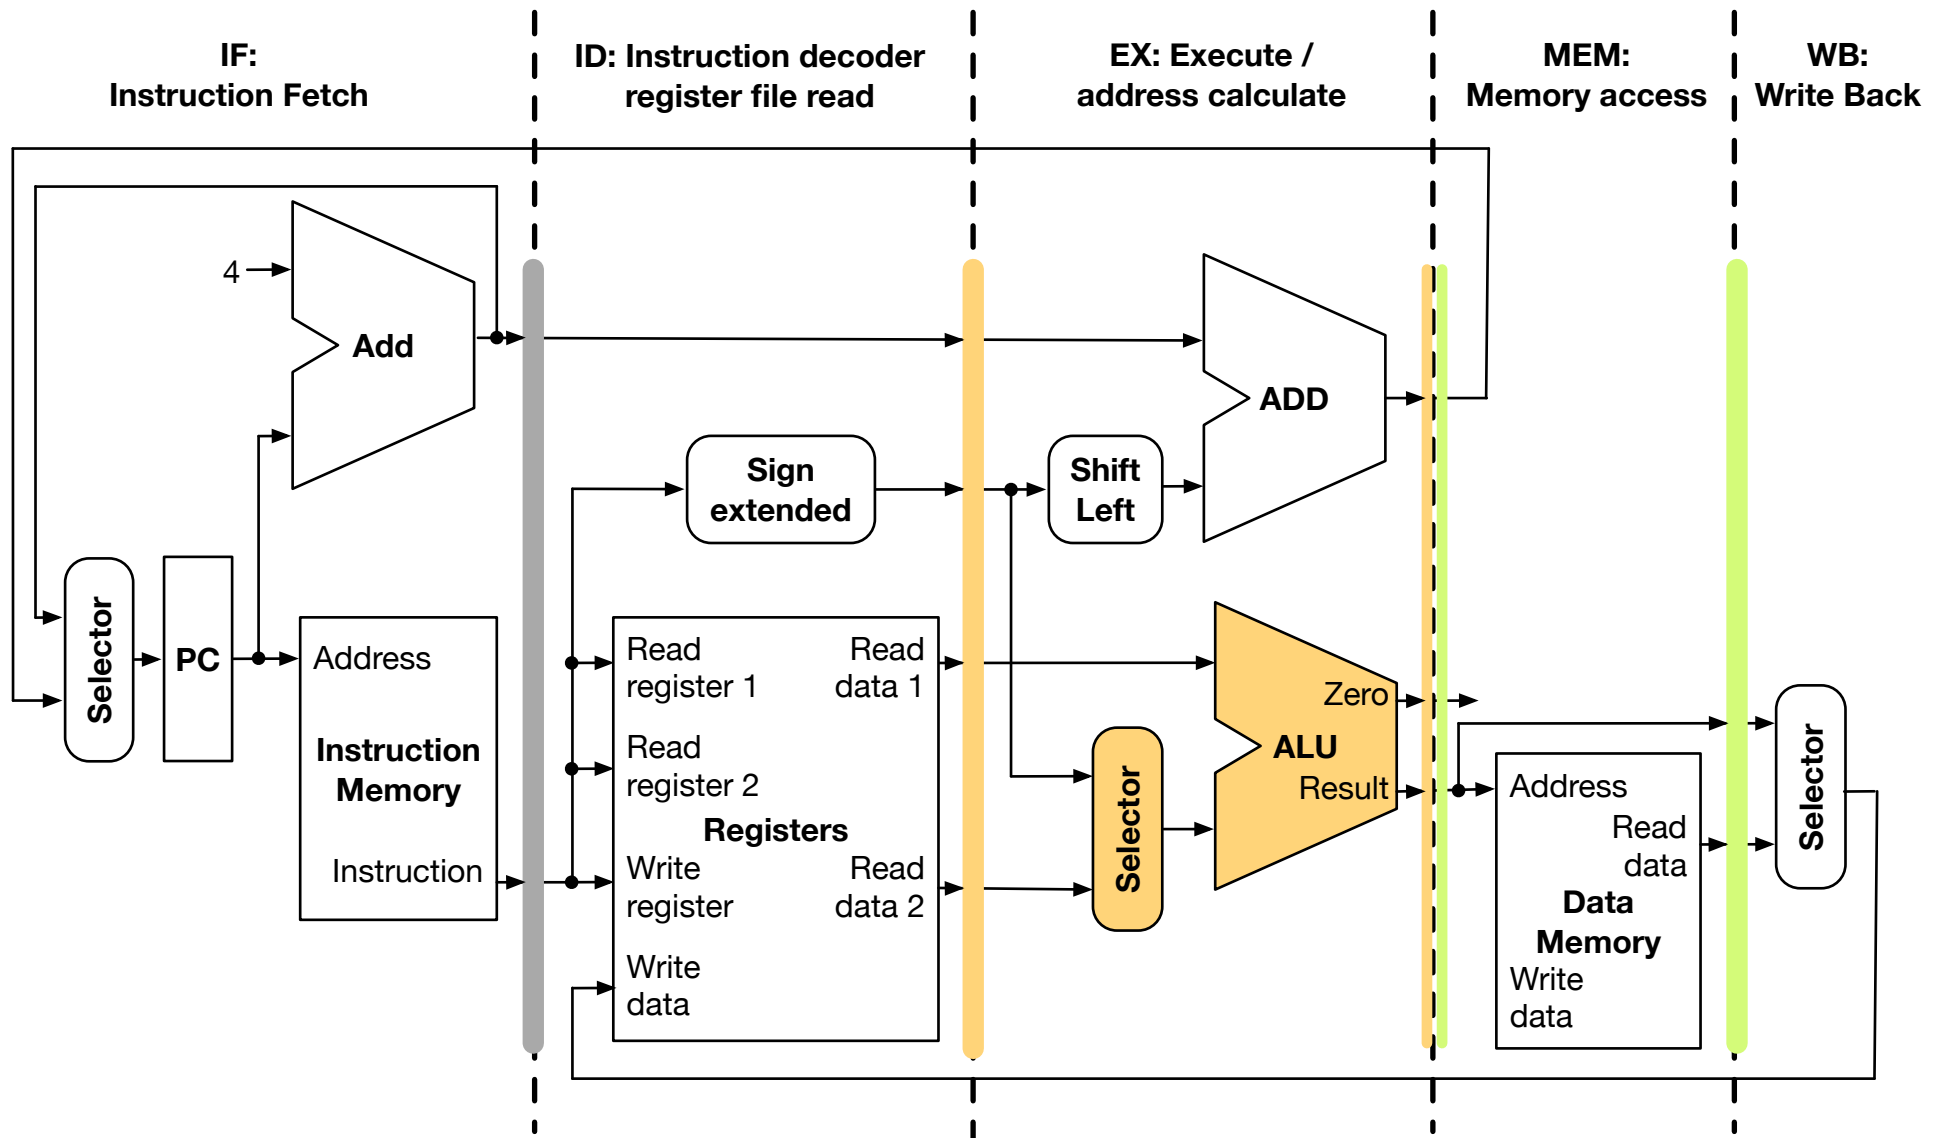 IF:
Instruction Fetch
ID: Instruction decoder
register file read
EX: Execute /
address calculate
MEM:
Memory access
WB:
Write Back
4
Add
ADD
Sign
extended
Shift
Left
Selector
PC
Address
Instruction
Memory
Instruction
Read
register 1
Read
data 1
Read
register 2
Registers
Write
register
Read
data 2
Write
data
Selector
Zero
ALU
Result
Address
Read
data
Data
Memory
Write
data
Selector